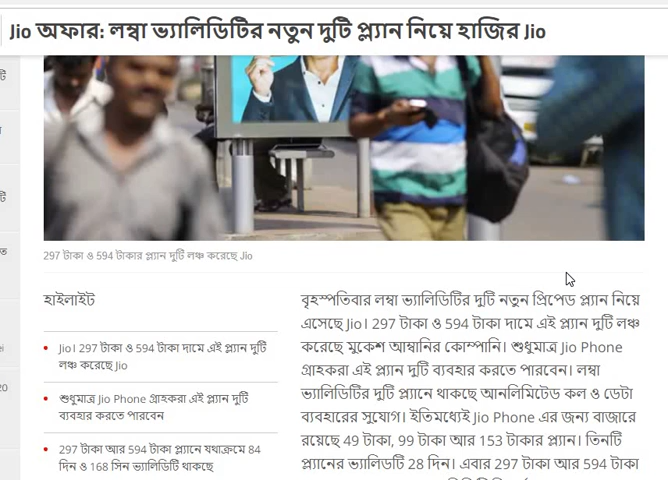 Jio অফার: লম্বা ভ্যালিডিটির নতুন দুটি প্ল্যান নিয়ে হাজির Jio
297 টাকা ও 594 টাকার প্ল্যান দুটি লঞ্চ করেছে Jio
হাইলাইট
Jio। 297 টাকা ও 594 টাকা দামে এই প্ল্যান দুটি
লঞ্চ করেছে Jio
শুধুমাত্র Jio Phone গ্রাহকরা এই প্ল্যান দুটি
ব্যবহার করতে পারবেন
297 টাকা আর 594 টাকা প্ল্যানে যথাক্রমে 84
দিন ও 168 সিন ভ্যালিডিটি থাকছে
বৃহস্পতিবার লম্বা ভ্যালিডিটির দুটি নতুন প্রিপেড প্ল্যান নিয়ে
এসেছে Jio। 297 টাকা ও 594 টাকা দামে এই প্ল্যান দুটি লঞ্চ
করেছে মুকেশ আম্বানির কোম্পানি। শুধুমাত্র Jio Phone
গ্রাহকরা এই প্ল্যান দুটি ব্যবহার করতে পারবেন। লম্বা
ভ্যালিডিটির দুটি প্ল্যানে থাকছে আনলিমিটেড কল ও ডেটা
ব্যবহারের সুযোগ। ইতিমধ্যেই Jio Phone এর জন্য বাজারে
রয়েছে 49 টাকা, 99 টাকা আর 153 টাকার প্ল্যান। তিনটি
প্ল্যানের ভ্যালিডটি 28 দিন। এবার 297 টাকা আর 594 টাকা